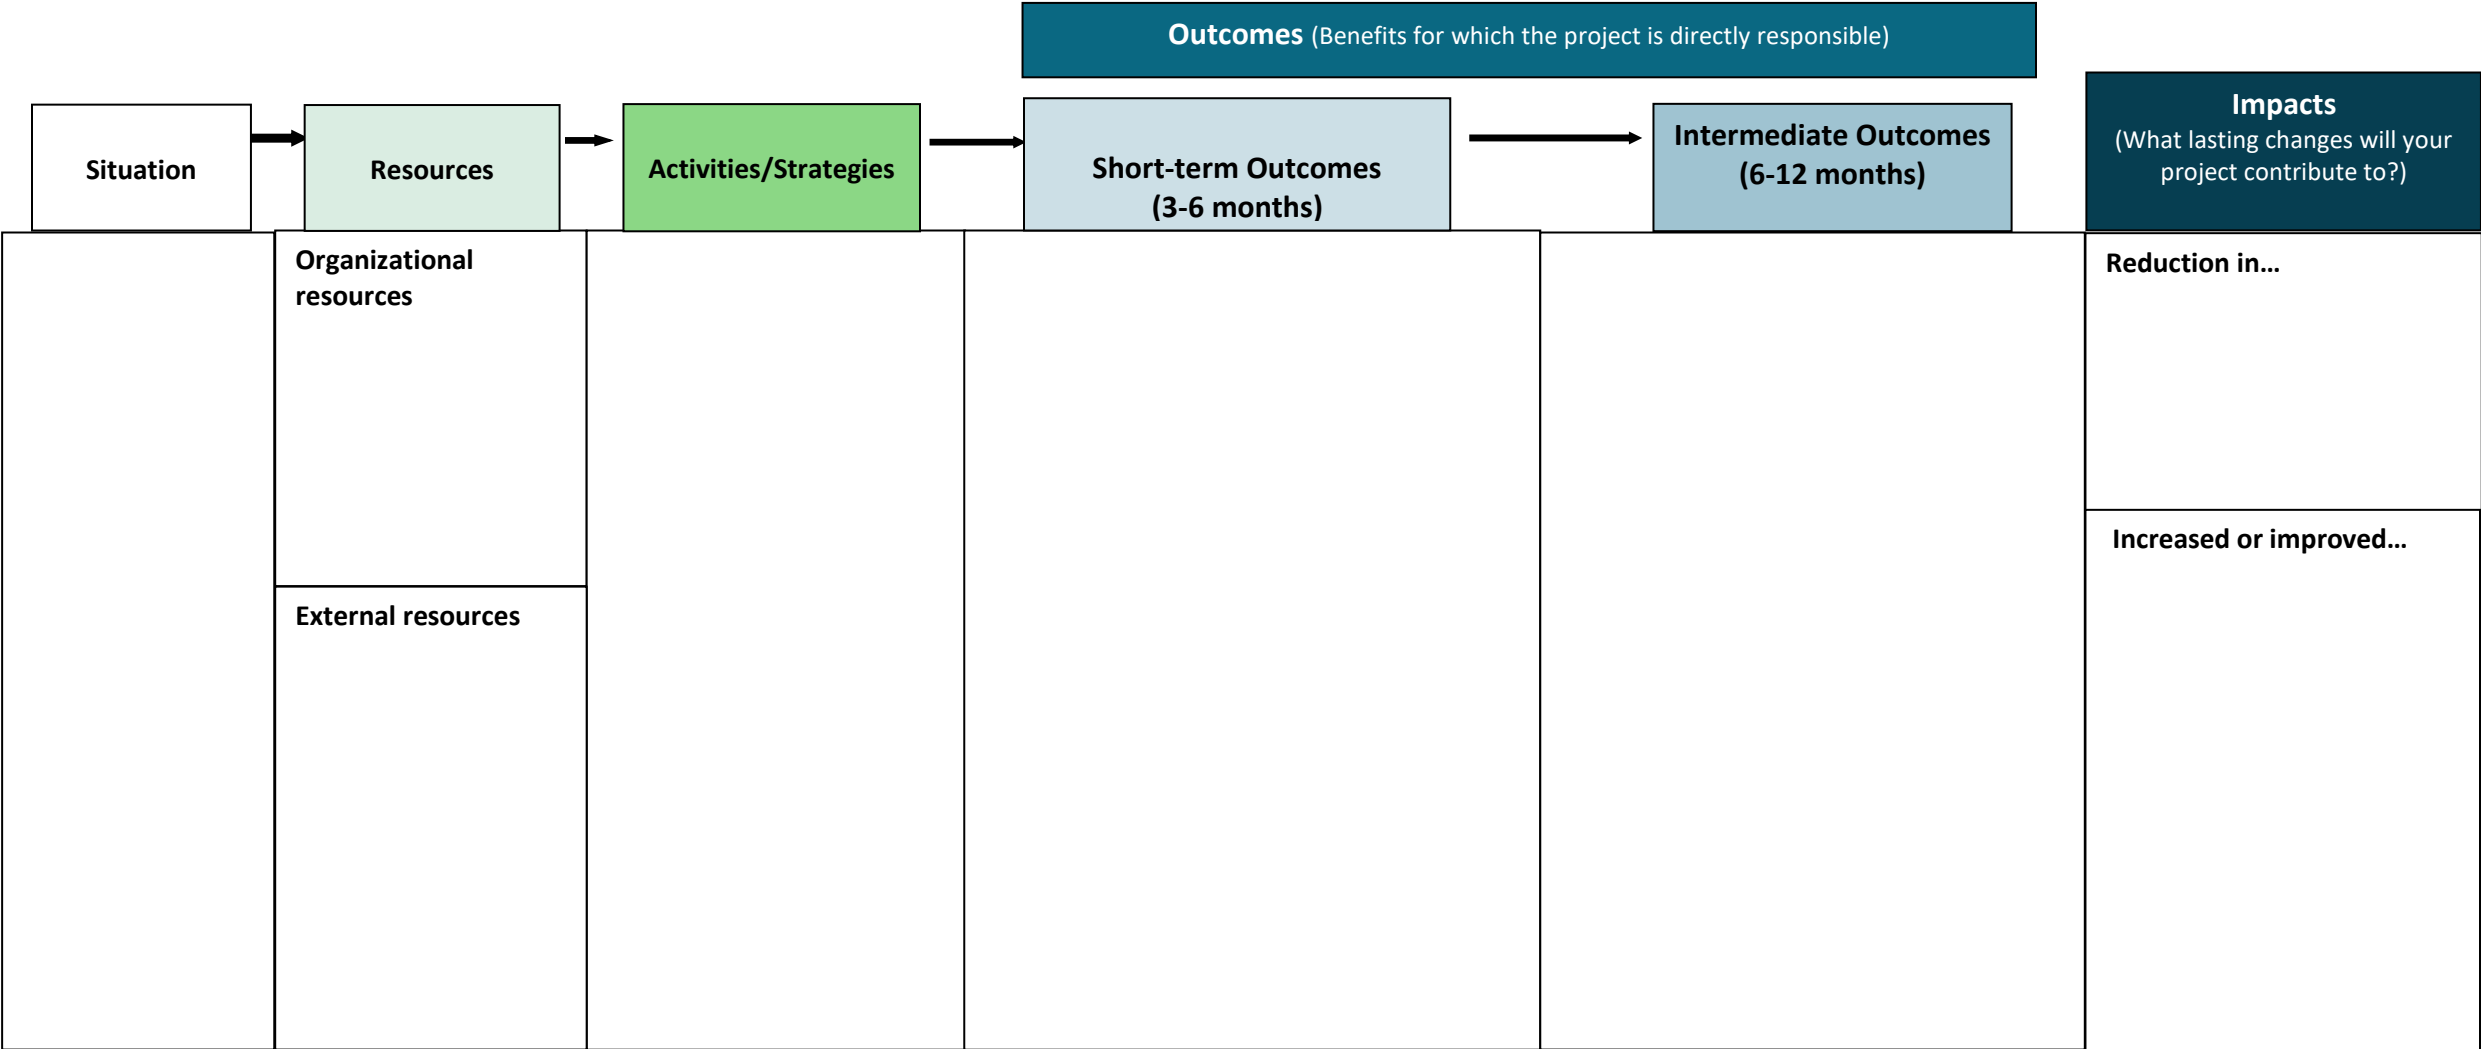 Outcomes (Benefits for which the project is directly responsible)
Situation
Resources
Activities/Strategies
Short-term Outcomes
(3-6 months)
Intermediate Outcomes
(6-12 months)
Impacts
(What lasting changes will your
project contribute to?)
Organizational
resources
External resources
Reduction in…
Increased or improved…